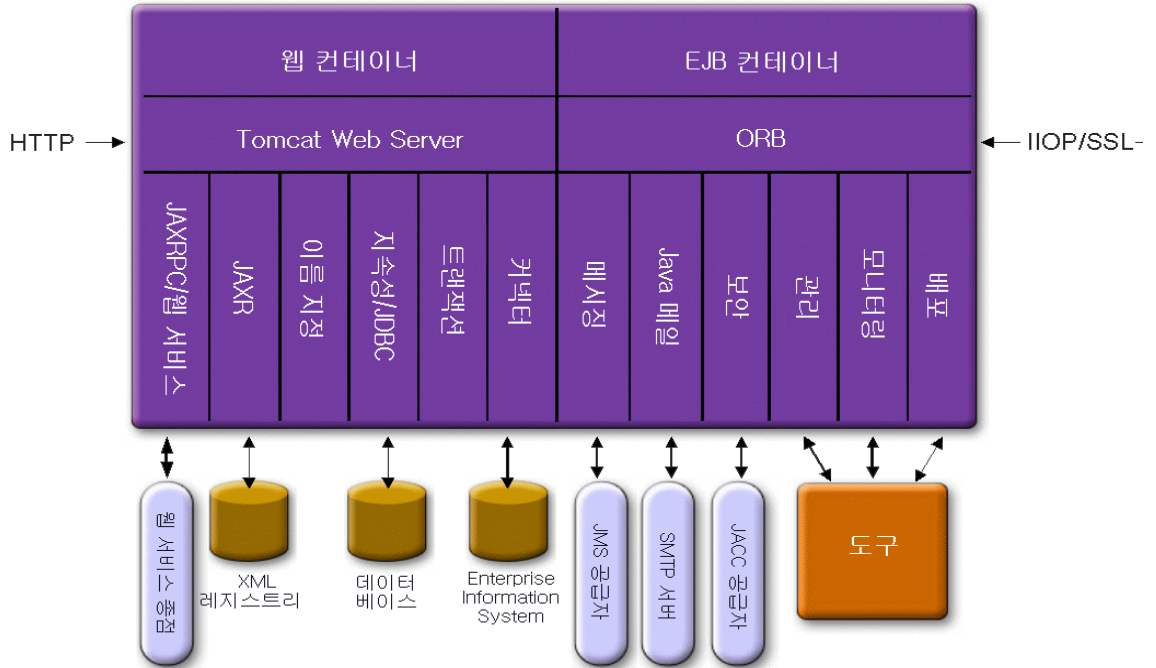 웹 컨테이너
EJB 컨테이너
HTTP
Tomcat Web Server
ORB
IIOP/SSL-
JAXRPC/웹 서비스
JAXR
이름 지정
지속성/JDBC
트랜잭션
커넥터
메시징
Java 메일
보안
관리
모니터링
배포
웹 서비스 종점
XML
레지스트리
데이터
베이스
Enterprise
Information
System
JMS 공급자
SMTP 서버
JACC 공급자
도구